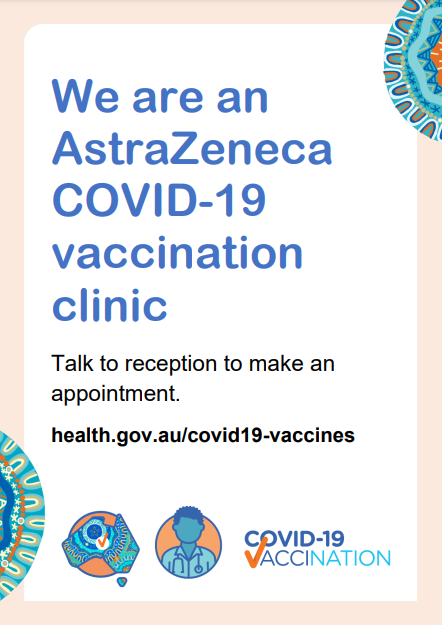 We are an
AstraZeneca
COVID-19
vaccination
clinic
Talk to reception to make an
appointment.
health.gov.au/covid19-vaccines
COVID-19
VACCINATION